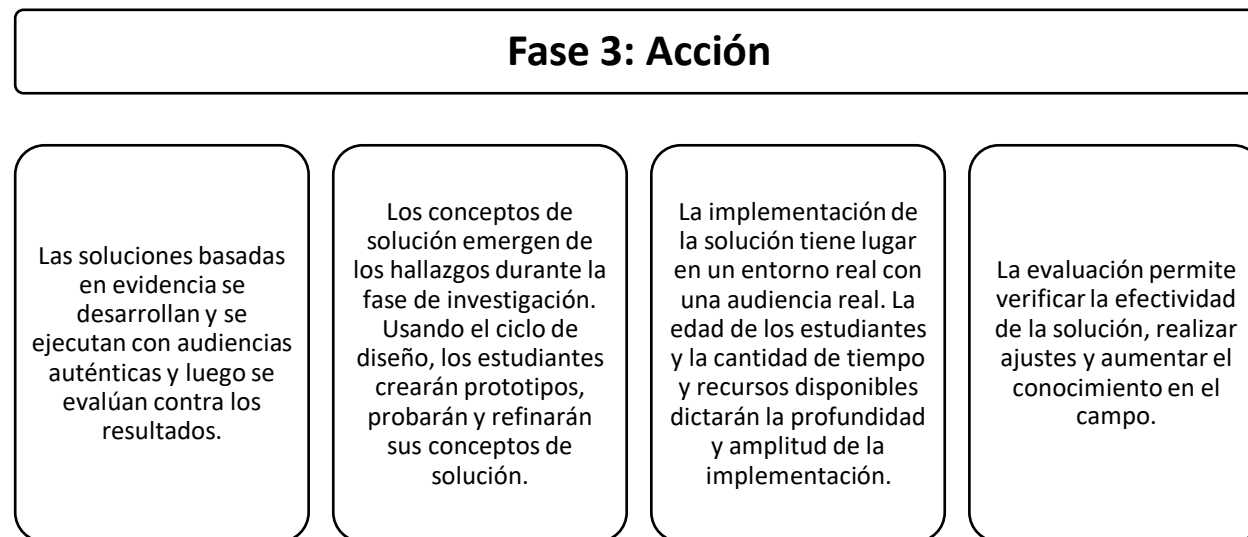 Fase 3: Acción
Las soluciones basadas
en evidencia se
desarrollan y se
ejecutan con audiencias
auténticas y luego se
evalúan contra los
resultados.
Los conceptos de
solución emergen de
los hallazgos durante la
fase de investigación.
Usando el ciclo de
diseño, los estudiantes
crearán prototipos,
probarán y refinarán
sus conceptos de
solución.
La implementación de
la solución tiene lugar
en un entorno real con
una audiencia real. La
edad de los estudiantes
y la cantidad de tiempo
y recursos disponibles
dictarán la profundidad
y amplitud de la
implementación.
La evaluación permite
verificar la efectividad
de la solución, realizar
ajustes y aumentar el
conocimiento en el
campo.